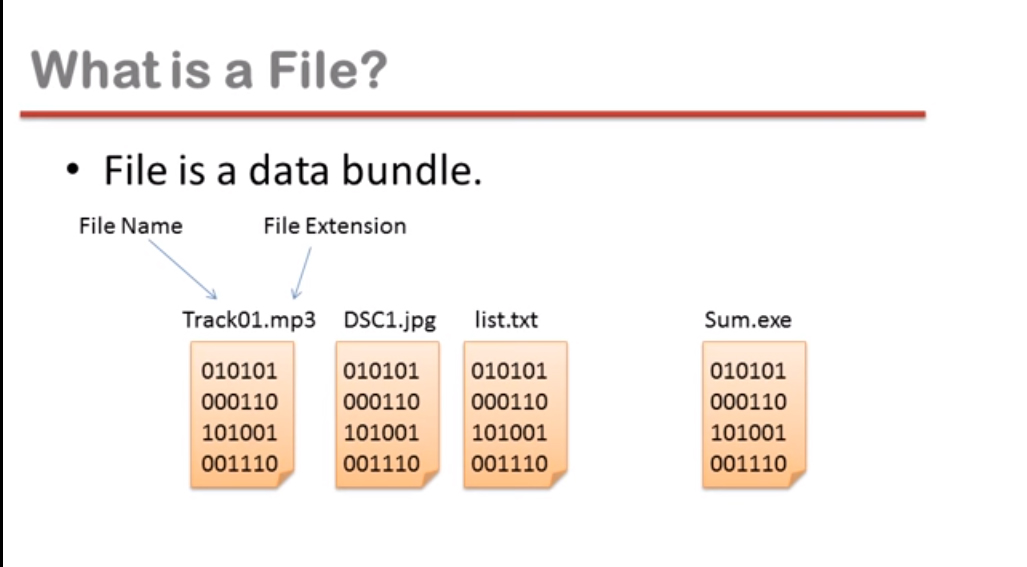 What is a File?
• File is a data bundle.
File Name File Extension
Track01.mp3 DSC1.jpg list.txt Sum.exe
010101 010101 010101 010101
000110 000110 000110 000110
101001 101001 101001 101001
001110 001110 001110 001110